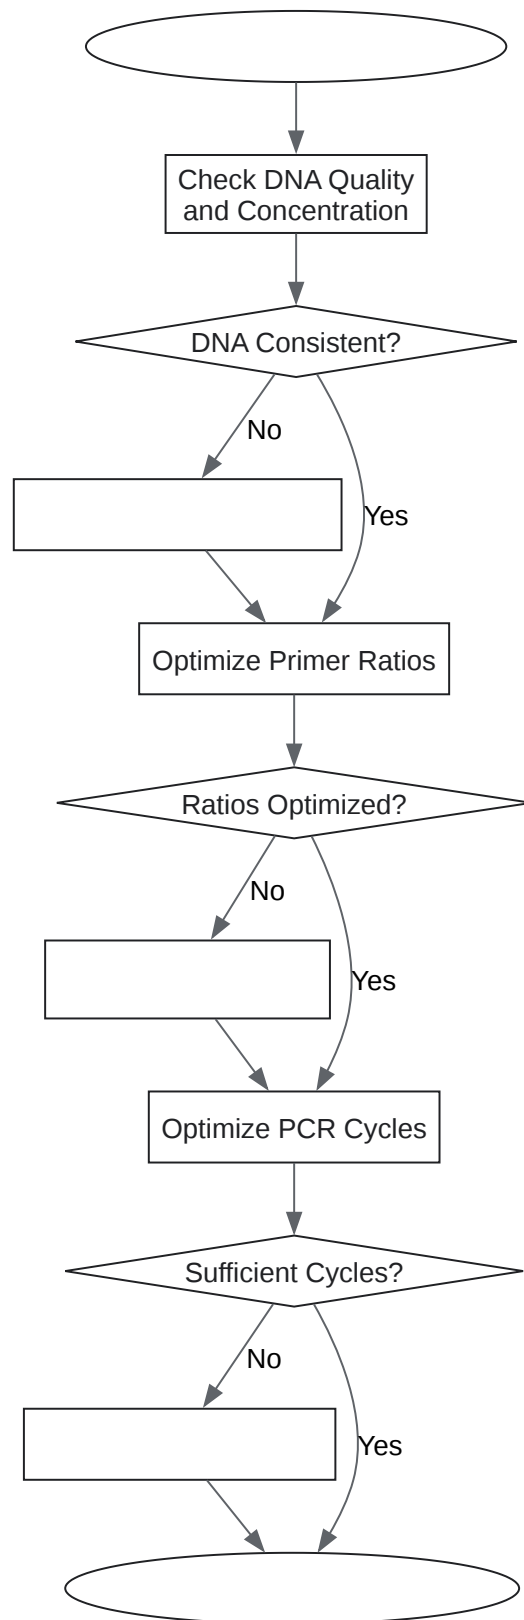 Check DNA Quality
and Concentration
DNA Consistent?
No
Yes
Optimize Primer Ratios
Ratios Optimized?
No
Yes
Optimize PCR Cycles
Sufficient Cycles?
No
Yes